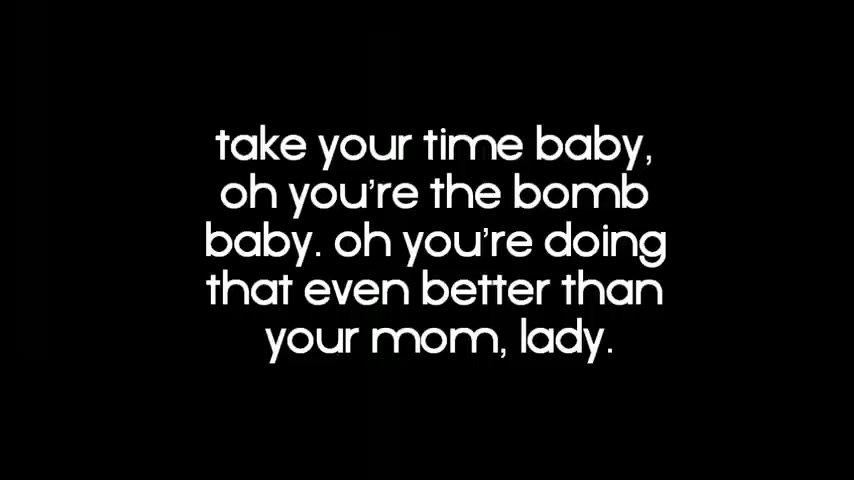 take your time baby,
oh you're the bomb
baby. oh you're doing
that even better than
your mom, lady.